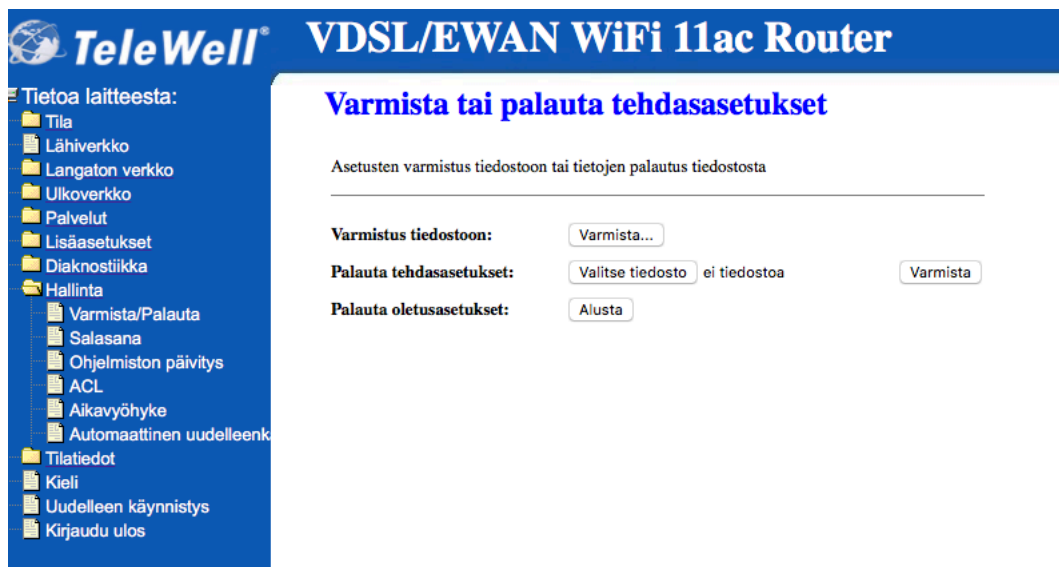 TeleWell®
VDSL/EWAN WiFi 11ac Router
Tietoa laitteesta:
Tila
Lähiverkko
Langaton verkko
Ulkoverkko
Palvelut
Lisäasetukset
Diaknostiikka
Hallinta
Varmista/Palauta
Salasana
Ohjelmiston päivitys
ACL
Aikavyöhyke
Automaattinen uudelleenk
Tilatiedot
Kieli
Uudelleen käynnistys
Kirjaudu ulos
Varmista tai palauta tehdasasetukset
Asetusten varmistus tiedostoon tai tietojen palautus tiedostosta
Varmistus tiedostoon: Varmista...
Palauta tehdasasetukset: Valitse tiedosto ei tiedostoa Varmista
Palauta oletusasetukset: Alusta